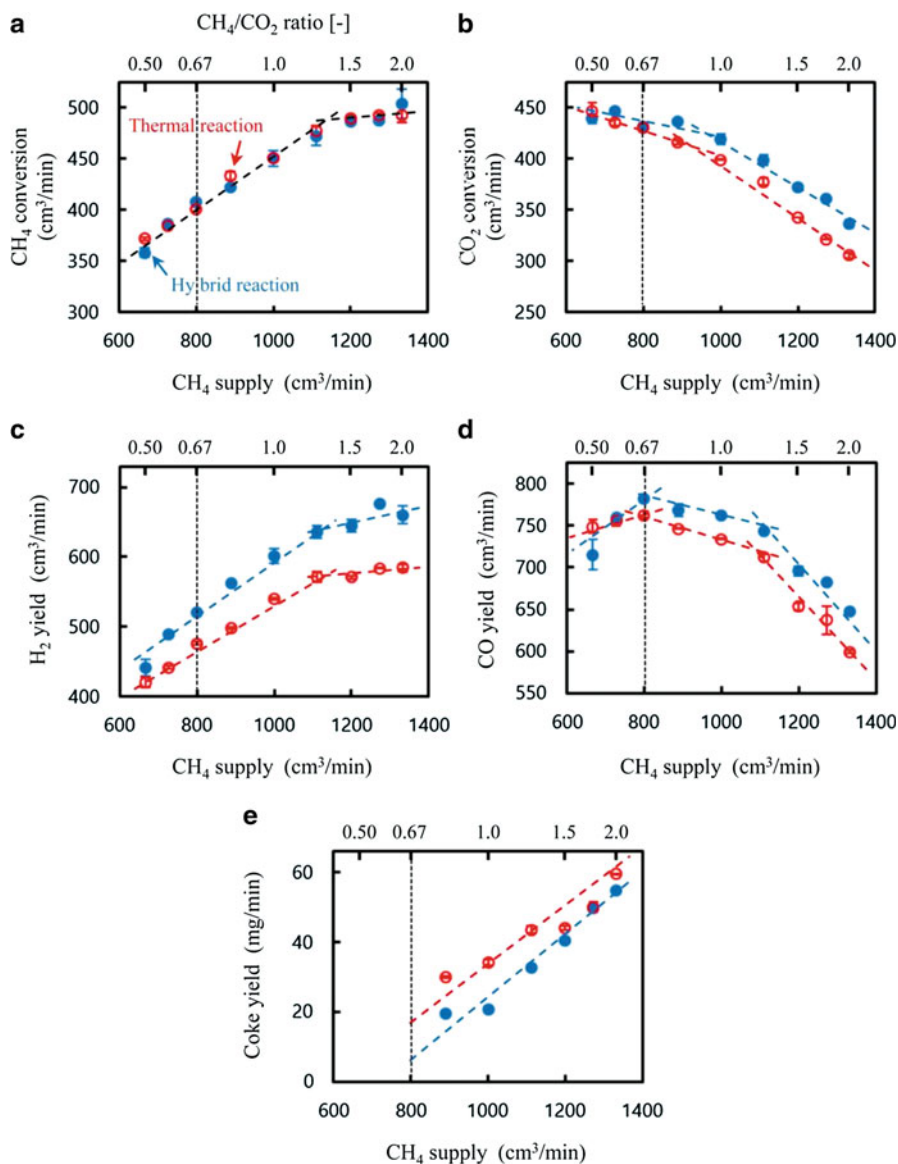 a
CH₄/CO₂ ratio [-]
0.50 0.67 1.0 1.5 2.0
500
450
400
350
300
CH₄ conversion
(cm³/min)
Thermal reaction
Hybrid reaction
600 800 1000 1200 1400
CH₄ supply (cm³/min)
b
0.50 0.67 1.0 1.5 2.0
450
400
350
300
250
CO₂ conversion
(cm³/min)
600 800 1000 1200 1400
CH₄ supply (cm³/min)
c
0.50 0.67 1.0 1.5 2.0
700
600
500
400
H₂ yield (cm³/min)
600 800 1000 1200 1400
CH₄ supply (cm³/min)
d
0.50 0.67 1.0 1.5 2.0
800
750
700
650
600
550
CO yield (cm³/min)
600 800 1000 1200 1400
CH₄ supply (cm³/min)
e
0.50 0.67 1.0 1.5 2.0
60
40
20
0
Coke yield (mg/min)
600 800 1000 1200 1400
CH₄ supply (cm³/min)